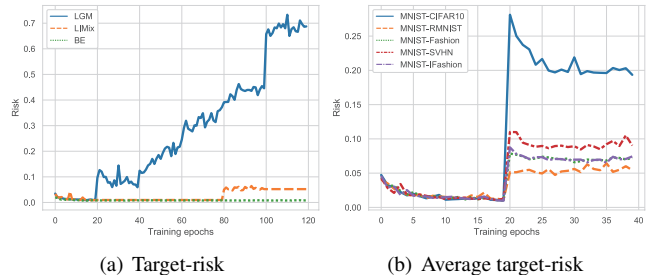 0.7
0.6
0.5
0.4
0.3
0.2
0.1
0.0
Risk
LGM
LIMix
BE
0 20 40 60 80 100 120
Training epochs
(a) Target-risk
0.25
0.20
0.15
0.10
0.05
0.00
Risk
MNIST-CIFAR10
MNIST-RMNIST
MNIST-Fashion
MNIST-SVHN
MNIST-IFashion
0 5 10 15 20 25 30 35 40
Training epochs
(b) Average target-risk